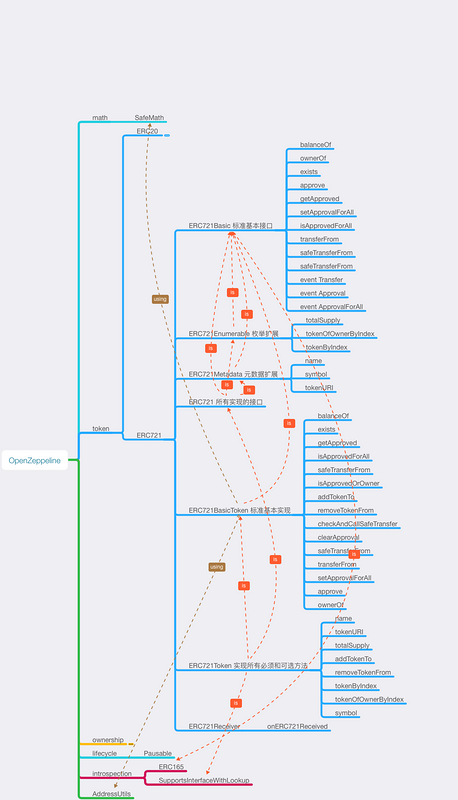 OpenZeppeline
math
SafeMath
token
ERC20
ERC721
ERC721Basic 标准基本接口
balanceOf
ownerOf
exists
approve
getApproved
setApprovalForAll
isApprovedForAll
transferFrom
safeTransferFrom
safeTransferFrom
event Transfer
event Approval
event ApprovalForAll
ERC721Enumerable 枚举扩展
totalSupply
tokenOfOwnerByIndex
tokenByIndex
ERC721Metadata 元数据扩展
name
symbol
tokenURI
ERC721 所有实现的接口
ERC721BasicToken 标准基本实现
balanceOf
exists
getApproved
isApprovedForAll
safeTransferFrom
isApprovedOrOwner
addTokenTo
removeTokenFrom
checkAndCallSafeTransfer
clearApproval
safeTransferFrom
transferFrom
setApprovalForAll
approve
ownerOf
ERC721Token 实现所有必须和可选方法
name
tokenURI
totalSupply
addTokenTo
removeTokenFrom
tokenByIndex
tokenOfOwnerByIndex
symbol
ERC721Receiver
onERC721Received
ownership
lifecycle
Pausable
introspection
ERC165
SupportsInterfaceWithLookup
AddressUtils
using
using
is
is
is
is
is
is
is
is
is
is